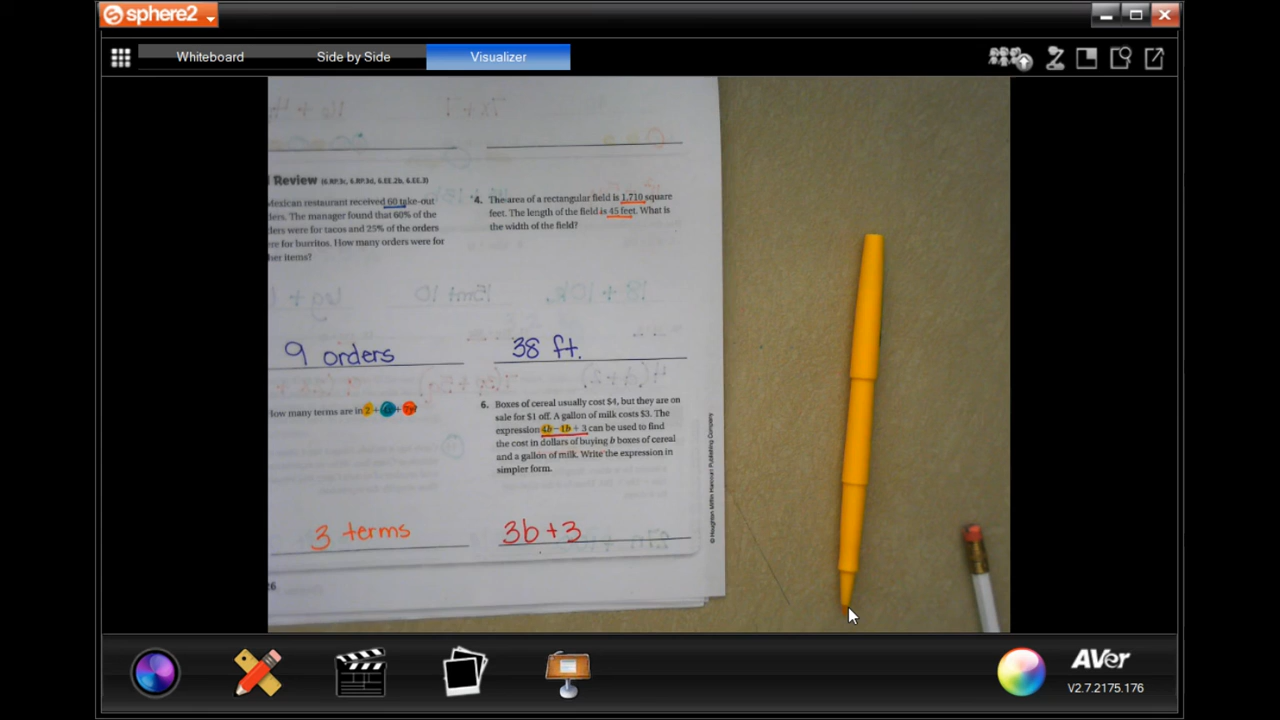 sphere2
Whiteboard
Side by Side
Visualizer
Review (6.RP.3c, 6.RP.3d, 6.EE.2b, 6.EE.3)
Mexican restaurant received 60 take-out
ders. The manager found that 60% of the
ders were for tacos and 25% of the orders
ere for burritos. How many orders were for
her items?
9 orders
4. The area of a rectangular field is 1,710 square
feet. The length of the field is 45 feet. What is
the width of the field?
38 ft.
How many terms are in 2 +
3 terms
6. Boxes of cereal usually cost $4, but they are on
sale for $1 off. A gallon of milk costs $3. The
expression 4b − 1b + 3 can be used to find
the cost in dollars of buying b boxes of cereal
and a gallon of milk. Write the expression in
simpler form.
3b + 3
© Houghton Mifflin Harcourt Publishing Company
26
AVer
V2.7.2175.176